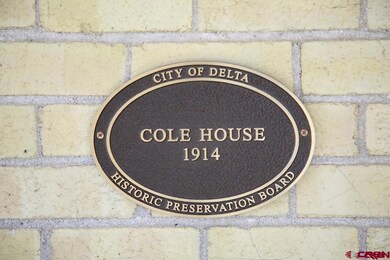 CITY OF DELTA
COLE HOUSE
1914
HISTORIC PRESERVATION BOARD
CREN